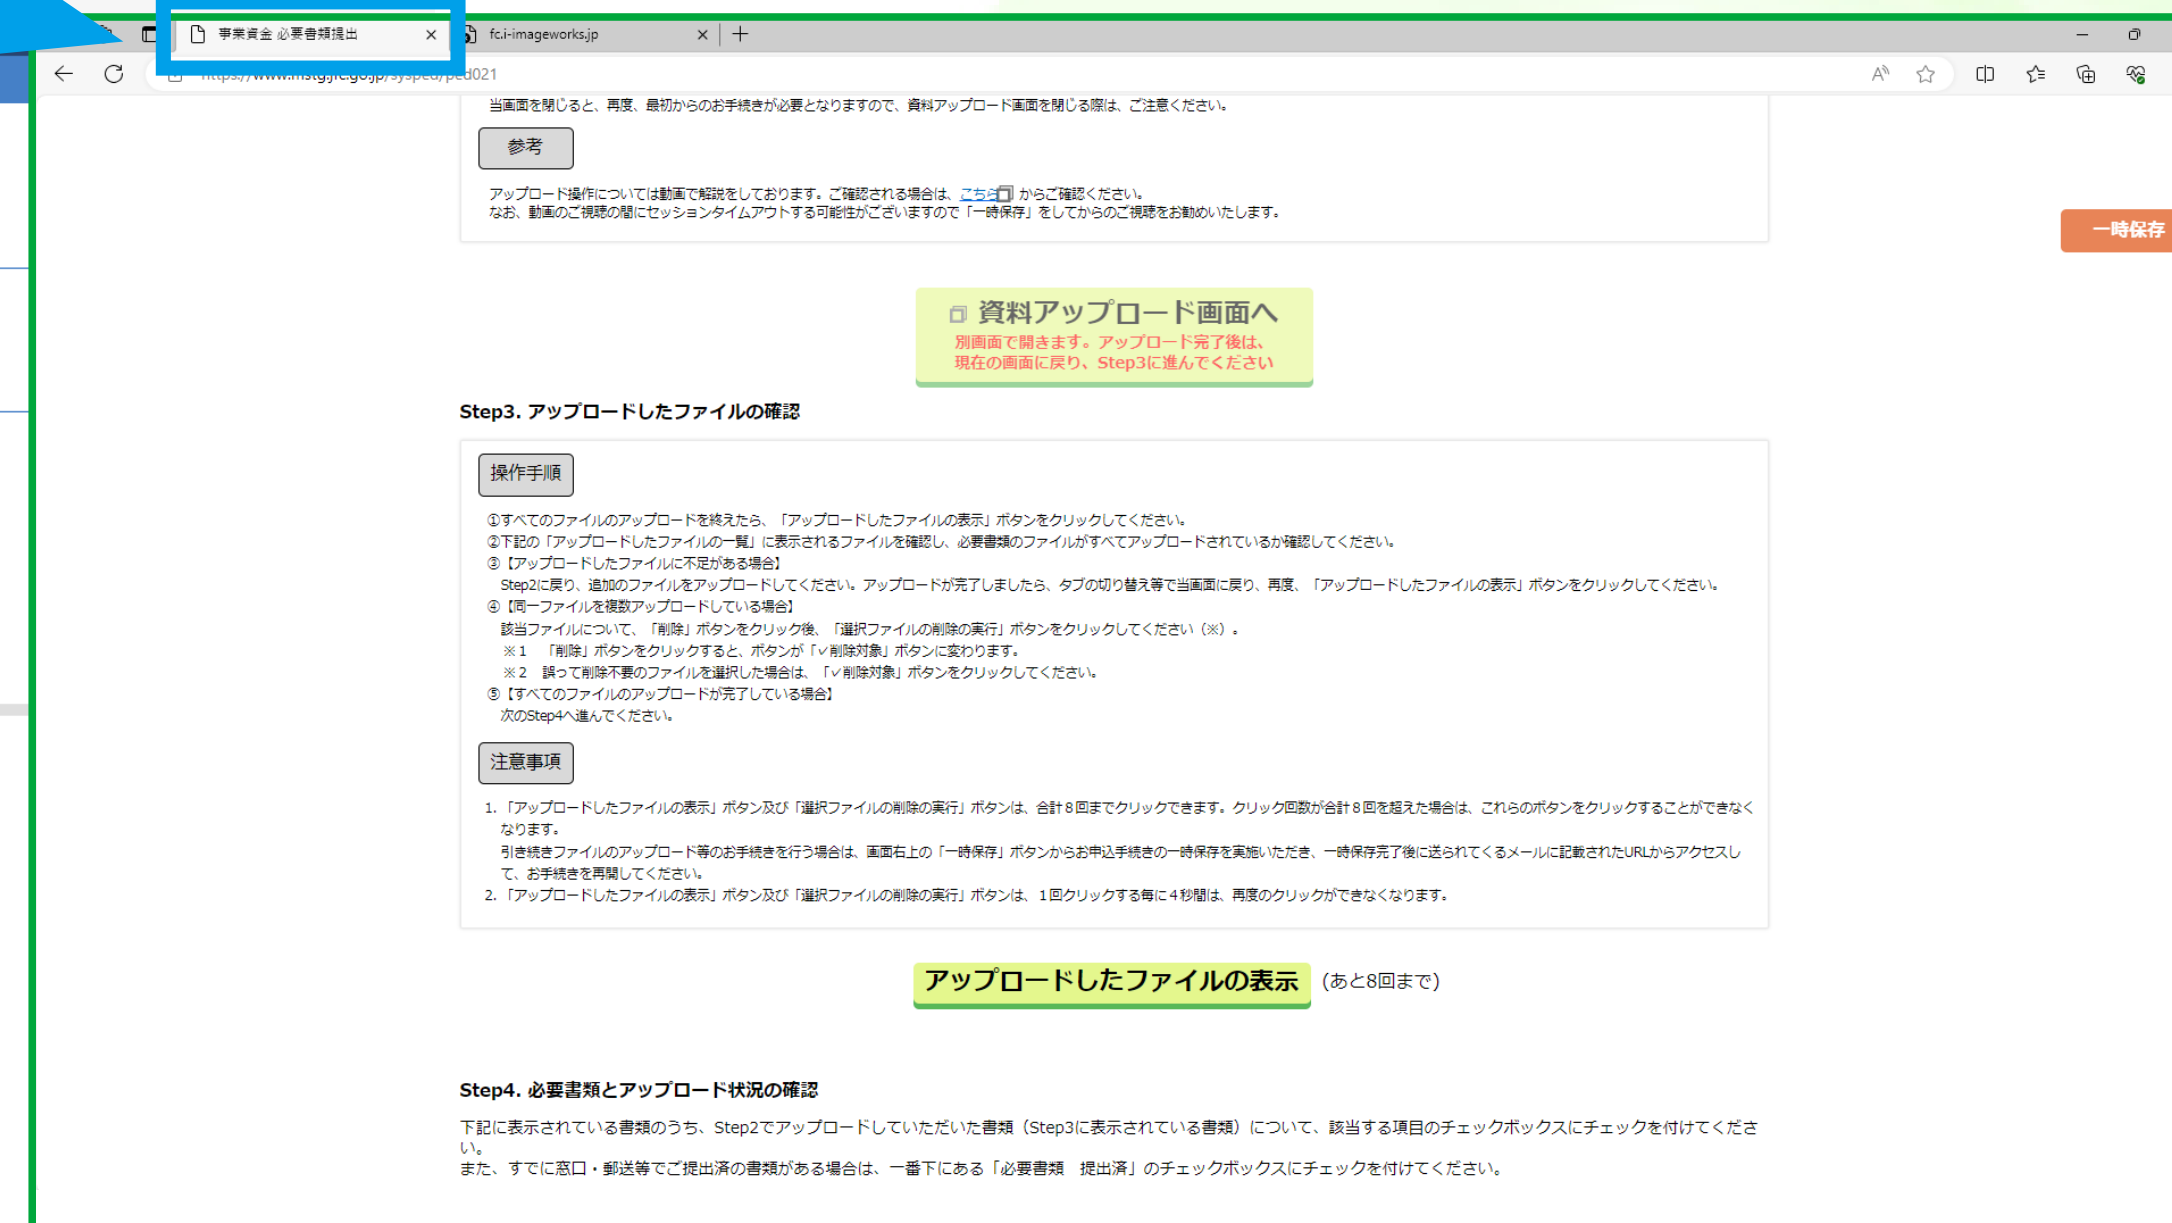 事業資金 必要書類提出
fc.i-imageworks.jp
https://www.mstg.jfc.go.jp/sysped/ped021
当画面を閉じると、再度、最初からのお手続きが必要となりますので、資料アップロード画面を閉じる際は、ご注意ください。
参考
アップロード操作については動画で解説をしております。ご確認される場合は、こちら からご確認ください。
なお、動画のご視聴の間にセッションタイムアウトする可能性がございますので「一時保存」をしてからのご視聴をお勧めいたします。
一時保存
資料アップロード画面へ
別画面で開きます。アップロード完了後は、
現在の画面に戻り、Step3に進んでください
Step3. アップロードしたファイルの確認
操作手順
①すべてのファイルのアップロードを終えたら、「アップロードしたファイルの表示」ボタンをクリックしてください。
②下記の「アップロードしたファイルの一覧」に表示されるファイルを確認し、必要書類のファイルがすべてアップロードされているか確認してください。
③【アップロードしたファイルに不足がある場合】
Step2に戻り、追加のファイルをアップロードしてください。アップロードが完了しましたら、タブの切り替え等で当画面に戻り、再度、「アップロードしたファイルの表示」ボタンをクリックしてください。
④【同一ファイルを複数アップロードしている場合】
該当ファイルについて、「削除」ボタンをクリック後、「選択ファイルの削除の実行」ボタンをクリックしてください（※）。
※１　「削除」ボタンをクリックすると、ボタンが「✓削除対象」ボタンに変わります。
※２　誤って削除不要のファイルを選択した場合は、「✓削除対象」ボタンをクリックしてください。
⑤【すべてのファイルのアップロードが完了している場合】
次のStep4へ進んでください。
注意事項
1. 「アップロードしたファイルの表示」ボタン及び「選択ファイルの削除の実行」ボタンは、合計８回までクリックできます。クリック回数が合計８回を超えた場合は、これらのボタンをクリックすることができなく
なります。
引き続きファイルのアップロード等のお手続きを行う場合は、画面右上の「一時保存」ボタンからお申込手続きの一時保存を実施いただき、一時保存完了後に送られてくるメールに記載されたURLからアクセスし
て、お手続きを再開してください。
2. 「アップロードしたファイルの表示」ボタン及び「選択ファイルの削除の実行」ボタンは、１回クリックする毎に４秒間は、再度のクリックができなくなります。
アップロードしたファイルの表示 (あと8回まで)
Step4. 必要書類とアップロード状況の確認
下記に表示されている書類のうち、Step2でアップロードしていただいた書類（Step3に表示されている書類）について、該当する項目のチェックボックスにチェックを付けてくださ
い。
また、すでに窓口・郵送等でご提出済の書類がある場合は、一番下にある「必要書類　提出済」のチェックボックスにチェックを付けてください。